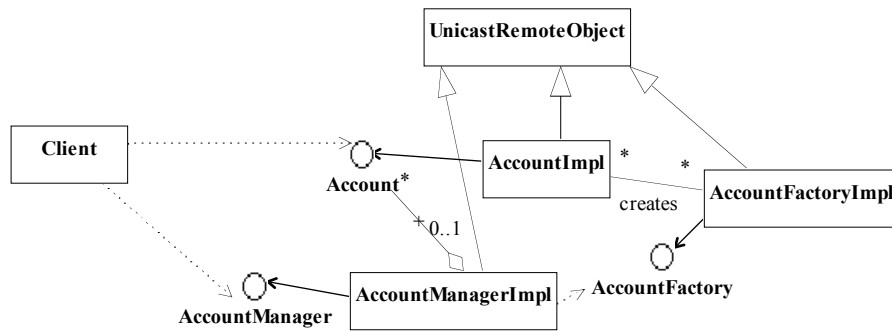 UnicastRemoteObject
Client
AccountImpl
*
*
Account*
creates
AccountFactoryImpl
0..1
AccountManagerImpl
AccountFactory
AccountManager